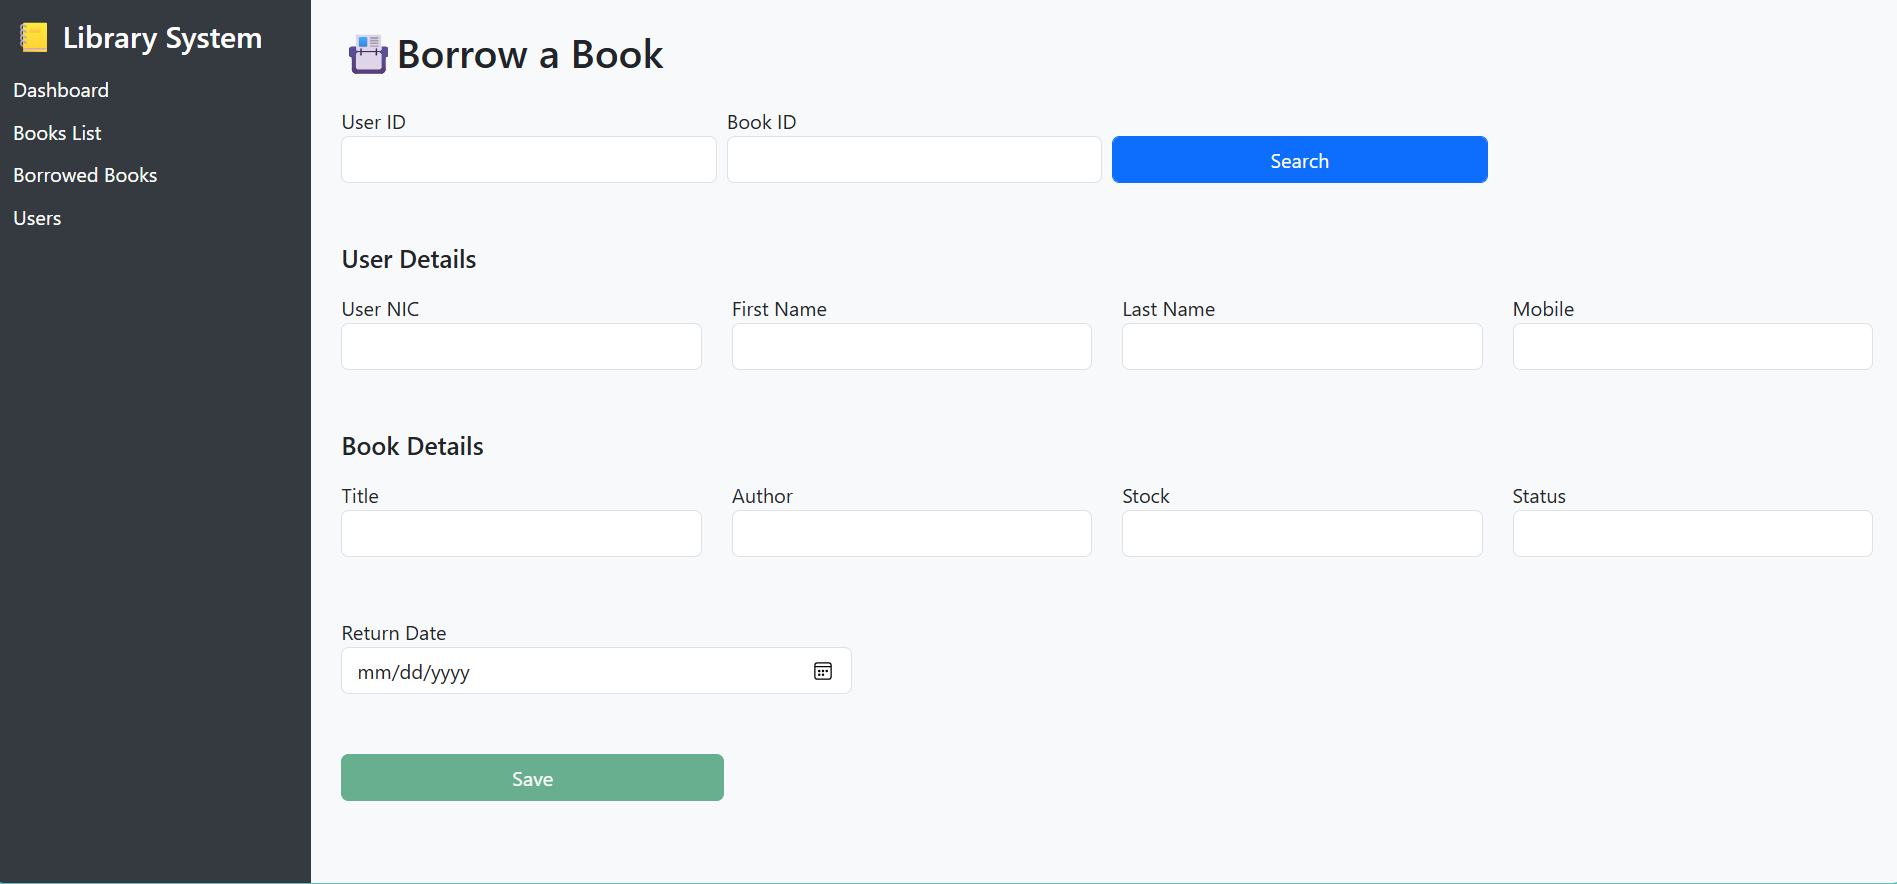 Library System
Dashboard
Books List
Borrowed Books
Users
Borrow a Book
User ID
Book ID
Search
User Details
User NIC
First Name
Last Name
Mobile
Book Details
Title
Author
Stock
Status
Return Date
mm/dd/yyyy
Save